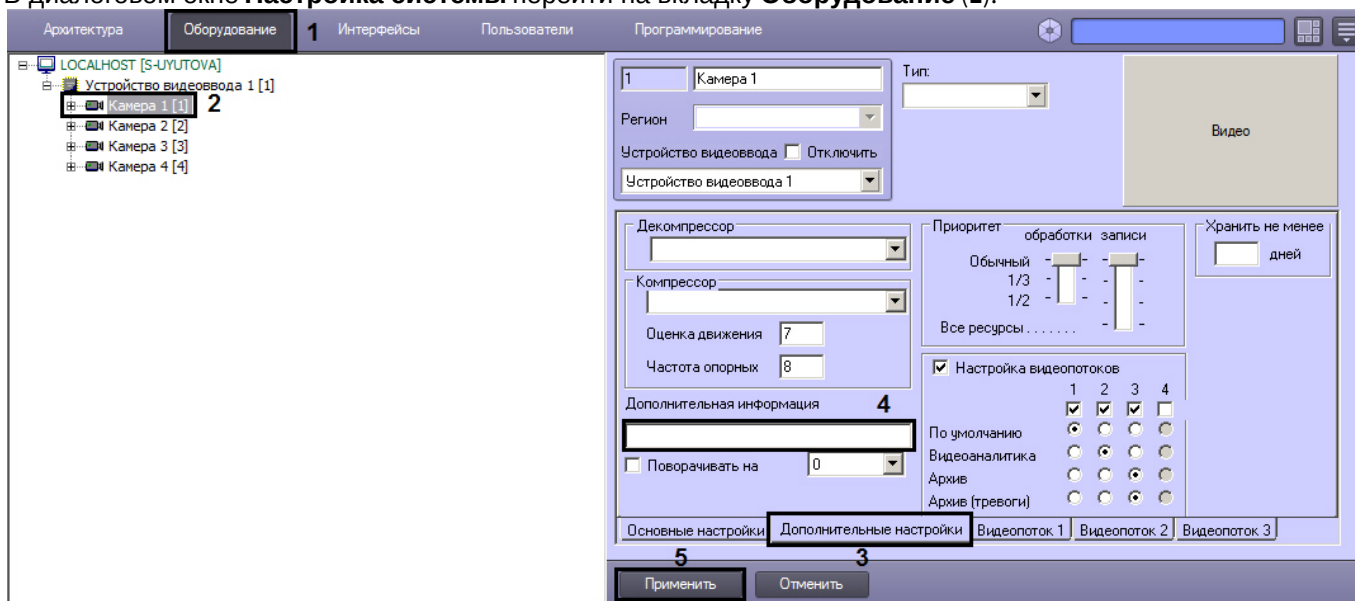 В диалоговом окне Настройка системы перейти на вкладку Оборудование (1).
Архитектура Оборудование 1 Интерфейсы Пользователи Программирование
LOCALHOST [S-UYUTOVA]
Устройство видеоввода 1 [1]
Камера 1 [1] 2
Камера 2 [2]
Камера 3 [3]
Камера 4 [4]
1 Камера 1
Регион
Устройство видеоввода Отключить
Устройство видеоввода 1
Тип:
Видео
Декомпрессор
Компрессор
Оценка движения 7
Частота опорных 8
Дополнительная информация 4
Поворачивать на 0
Приоритет
обработки записи
Обычный
1/3
1/2
Все ресурсы . . . . . . .
Хранить не менее
дней
Настройка видеопотоков
1 2 3 4
По умолчанию
Видеоаналитика
Архив
Архив (тревоги)
Основные настройки Дополнительные настройки Видеопоток 1 Видеопоток 2 Видеопоток 3
5 3
Применить Отменить